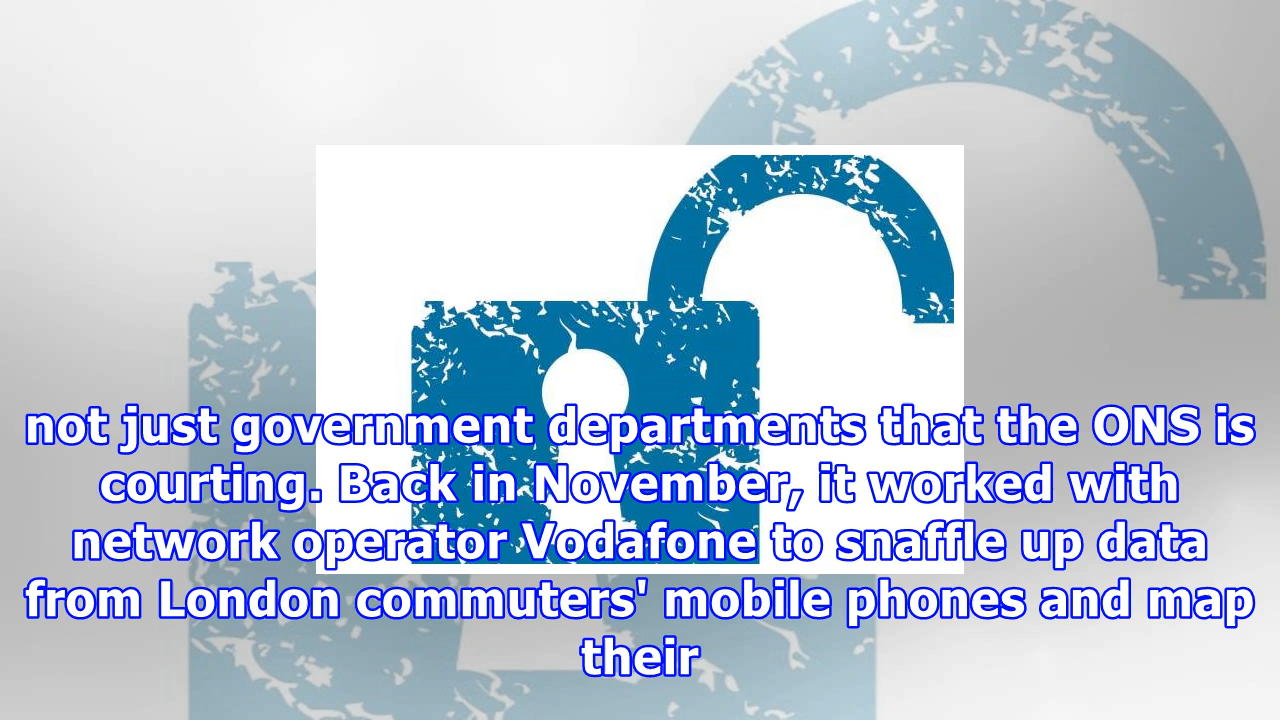 not just government departments that the ONS is
courting. Back in November, it worked with
network operator Vodafone to snaffle up data
from London commuters' mobile phones and map
their